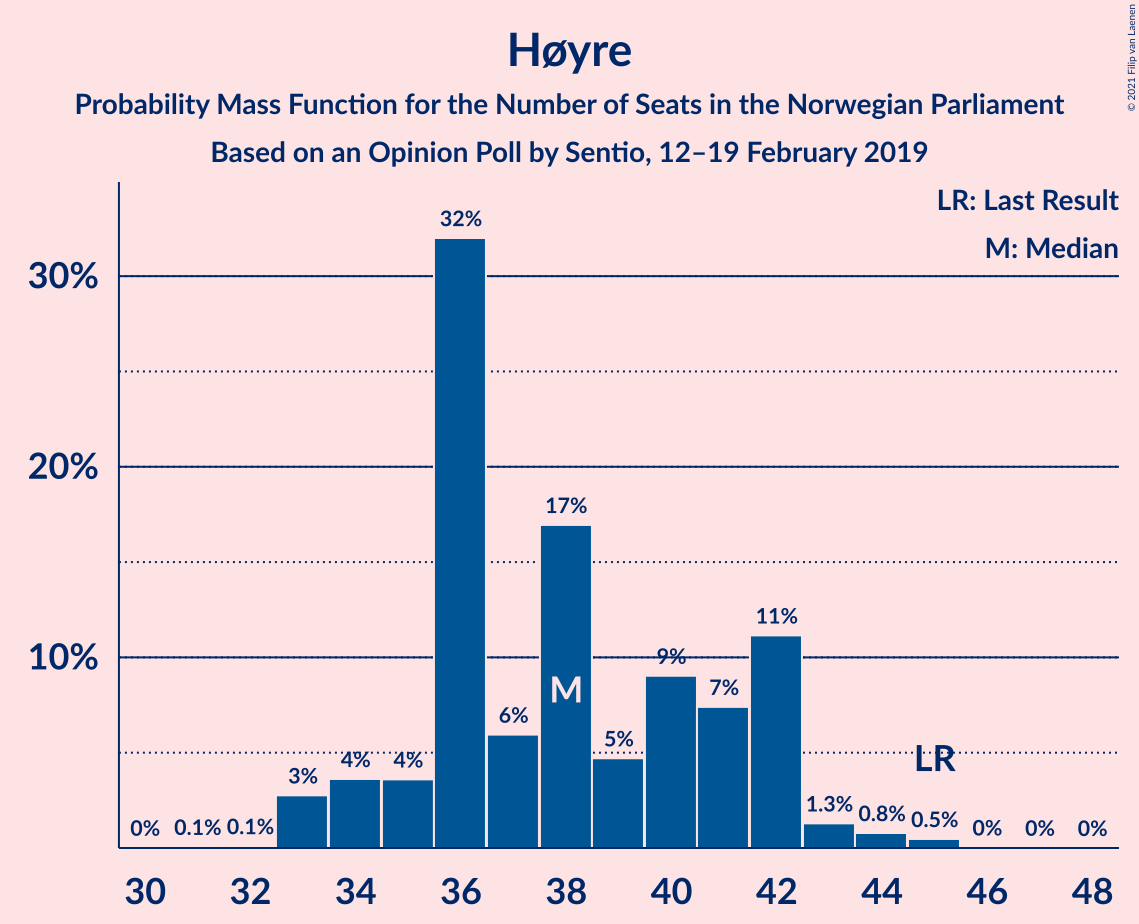 Høyre
Probability Mass Function for the Number of Seats in the Norwegian Parliament
Based on an Opinion Poll by Sentio, 12–19 February 2019
© 2021 Filip van Laenen
LR: Last Result
M: Median
30%
20%
10%
0%
0.1%
0.1%
3%
4%
4%
32%
6%
17%
5%
9%
7%
11%
1.3%
0.8%
0.5%
0%
0%
0%
M
LR
30 32 34 36 38 40 42 44 46 48